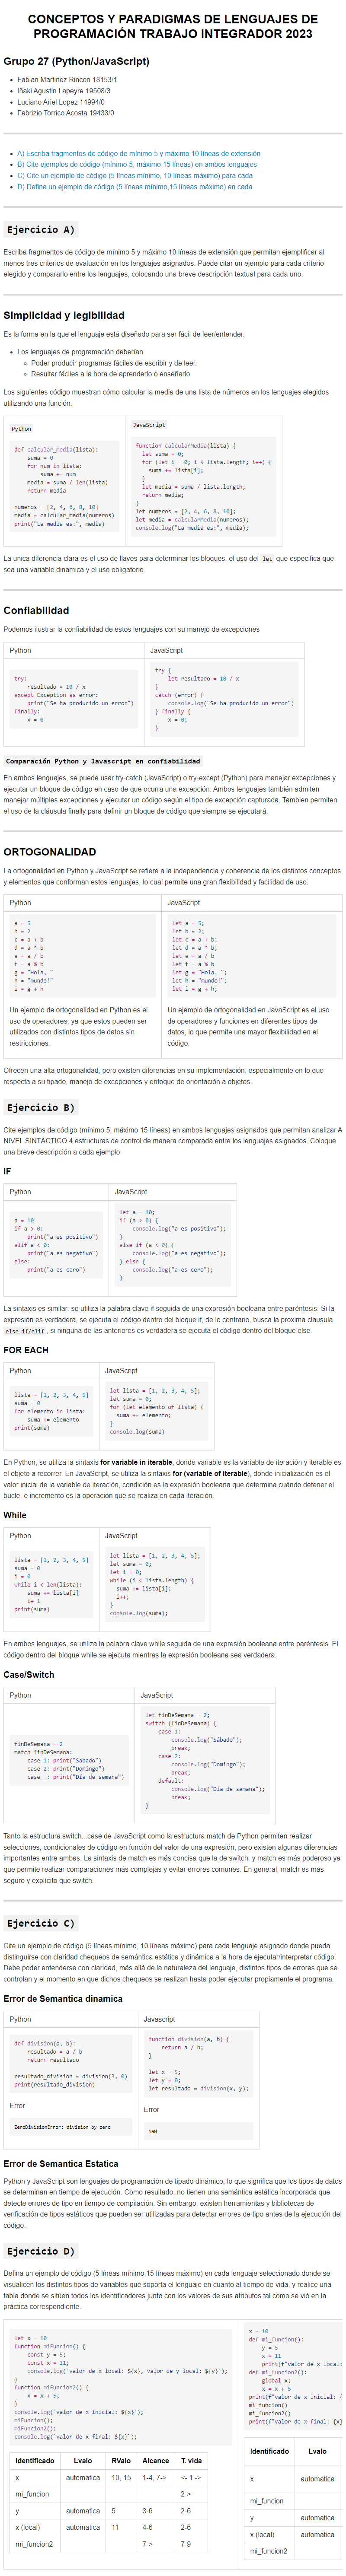 CONCEPTOS Y PARADIGMAS DE LENGUAJES DE
PROGRAMACIÓN TRABAJO INTEGRADOR 2023
Grupo 27 (Python/JavaScript)
Fabian Martinez Rincon 18153/1
Iñaki Agustin Lapeyre 19508/3
Luciano Ariel Lopez 14994/0
Fabrizio Torrico Acosta 19433/0
A) Escriba fragmentos de código de mínimo 5 y máximo 10 líneas de extensión
B) Cite ejemplos de código (mínimo 5, máximo 15 líneas) en ambos lenguajes
C) Cite un ejemplo de código (5 líneas mínimo, 10 líneas máximo) para cada
D) Defina un ejemplo de código (5 líneas mínimo,15 líneas máximo) en cada
Ejercicio A)
Escriba fragmentos de código de mínimo 5 y máximo 10 líneas de extensión que permitan ejemplificar al
menos tres criterios de evaluación en los lenguajes asignados. Puede citar un ejemplo para cada criterio
elegido y compararlo entre los lenguajes, colocando una breve descripción textual para cada uno.
Simplicidad y legibilidad
Es la forma en la que el lenguaje está diseñado para ser fácil de leer/entender.
Los lenguajes de programación deberían
Poder producir programas fáciles de escribir y de leer.
Resultar fáciles a la hora de aprenderlo o enseñarlo
Los siguientes código muestran cómo calcular la media de una lista de números en los lenguajes elegidos
utilizando una función.
Python
def calcular_media(lista):
suma = 0
for num in lista:
suma += num
media = suma / len(lista)
return media
numeros = [2, 4, 6, 8, 10]
media = calcular_media(numeros)
print("La media es:", media)
JavaScript
function calcularMedia(lista) {
let suma = 0;
for (let i = 0; i < lista.length; i++) {
suma += lista[i];
}
let media = suma / lista.length;
return media;
}
let numeros = [2, 4, 6, 8, 10];
let media = calcularMedia(numeros);
console.log("La media es:", media);
La unica diferencia clara es el uso de llaves para determinar los bloques, el uso del let que especifica que
sea una variable dinamica y el uso obligatorio
Confiabilidad
Podemos ilustrar la confiabilidad de estos lenguajes con su manejo de excepciones
Python
JavaScript
try:
resultado = 10 / x
except Exception as error:
print("Se ha producido un error")
finally:
x = 0
try {
let resultado = 10 / x
}
catch (error) {
console.log("Se ha producido un error")
} finally {
x = 0;
}
Comparación Python y Javascript en confiabilidad
En ambos lenguajes, se puede usar try-catch (JavaScript) o try-except (Python) para manejar excepciones y
ejecutar un bloque de código en caso de que ocurra una excepción. Ambos lenguajes también admiten
manejar múltiples excepciones y ejecutar un código según el tipo de excepción capturada. Tambien permiten
el uso de la cláusula finally para definir un bloque de código que siempre se ejecutará.
ORTOGONALIDAD
La ortogonalidad en Python y JavaScript se refiere a la independencia y coherencia de los distintos conceptos
y elementos que conforman estos lenguajes, lo cual permite una gran flexibilidad y facilidad de uso.
Python
JavaScript
a = 5
b = 2
c = a + b
d = a * b
e = a / b
f = a % b
g = "Hola, "
h = "mundo!"
i = g + h
let a = 5;
let b = 2;
let c = a + b;
let d = a * b;
let e = a / b
let f = a % b
let g = "Hola, ";
let h = "mundo!";
let i = g + h;
Un ejemplo de ortogonalidad en Python es el
uso de operadores, ya que estos pueden ser
utilizados con distintos tipos de datos sin
restricciones.
Un ejemplo de ortogonalidad en JavaScript es el uso
de operadores y funciones en diferentes tipos de
datos, lo que permite una mayor flexibilidad en el
código.
Ofrecen una alta ortogonalidad, pero existen diferencias en su implementación, especialmente en lo que
respecta a su tipado, manejo de excepciones y enfoque de orientación a objetos.
Ejercicio B)
Cite ejemplos de código (mínimo 5, máximo 15 líneas) en ambos lenguajes asignados que permitan analizar A
NIVEL SINTÁCTICO 4 estructuras de control de manera comparada entre los lenguajes asignados. Coloque
una breve descripción a cada ejemplo.
IF
Python
JavaScript
a = 10
if a > 0:
print("a es positivo")
elif a < 0:
print("a es negativo")
else:
print("a es cero")
let a = 10;
if (a > 0) {
console.log("a es positivo");
}
else if (a < 0) {
console.log("a es negativo");
} else {
console.log("a es cero");
}
La sintaxis es similar: se utiliza la palabra clave if seguida de una expresión booleana entre paréntesis. Si la
expresión es verdadera, se ejecuta el código dentro del bloque if, de lo contrario, busca la proxima clausula
else if/elif, si ninguna de las anteriores es verdadera se ejecuta el código dentro del bloque else.
FOR EACH
Python
JavaScript
lista = [1, 2, 3, 4, 5]
suma = 0
for elemento in lista:
suma += elemento
print(suma)
let lista = [1, 2, 3, 4, 5];
let suma = 0;
for (let elemento of lista) {
suma += elemento;
}
console.log(suma)
En Python, se utiliza la sintaxis for variable in iterable, donde variable es la variable de iteración y iterable es
el objeto a recorrer. En JavaScript, se utiliza la sintaxis for (variable of iterable), donde inicialización es el
valor inicial de la variable de iteración, condición es la expresión booleana que determina cuándo detener el
bucle, e incremento es la operación que se realiza en cada iteración.
While
Python
JavaScript
lista = [1, 2, 3, 4, 5]
suma = 0
i = 0
while i < len(lista):
suma += lista[i]
i+=1
print(suma)
let lista = [1, 2, 3, 4, 5];
let suma = 0;
let i = 0;
while (i < lista.length) {
suma += lista[i];
i++;
}
console.log(suma);
En ambos lenguajes, se utiliza la palabra clave while seguida de una expresión booleana entre paréntesis. El
código dentro del bloque while se ejecuta mientras la expresión booleana sea verdadera.
Case/Switch
Python
JavaScript
finDeSemana = 2
match finDeSemana:
case 1: print("Sabado")
case 2: print("Domingo")
case _: print("Día de semana")
let finDeSemana = 2;
switch (finDeSemana) {
case 1:
console.log("Sábado");
break;
case 2:
console.log("Domingo");
break;
default:
console.log("Día de semana");
break;
}
Tanto la estructura switch...case de JavaScript como la estructura match de Python permiten realizar
selecciones, condicionales de código en función del valor de una expresión, pero existen algunas diferencias
importantes entre ambas. La sintaxis de match es más concisa que la de switch, y match es más poderoso ya
que permite realizar comparaciones más complejas y evitar errores comunes. En general, match es más
seguro y explícito que switch.
Ejercicio C)
Cite un ejemplo de código (5 líneas mínimo, 10 líneas máximo) para cada lenguaje asignado donde pueda
distinguirse con claridad chequeos de semántica estática y dinámica a la hora de ejecutar/interpretar código.
Debe poder entenderse con claridad, más allá de la naturaleza del lenguaje, distintos tipos de errores que se
controlan y el momento en que dichos chequeos se realizan hasta poder ejecutar propiamente el programa.
Error de Semantica dinamica
Python
Javascript
def division(a, b):
resultado = a / b
return resultado
resultado_division = division(3, 0)
print(resultado_division)
Error
ZeroDivisionError: division by zero
function division(a, b) {
return a / b;
}
let x = 5;
let y = 0;
let resultado = division(x, y);
Error
NaN
Error de Semantica Estatica
Python y JavaScript son lenguajes de programación de tipado dinámico, lo que significa que los tipos de datos
se determinan en tiempo de ejecución. Como resultado, no tienen una semántica estática incorporada que
detecte errores de tipo en tiempo de compilación. Sin embargo, existen herramientas y bibliotecas de
verificación de tipos estáticos que pueden ser utilizadas para detectar errores de tipo antes de la ejecución del
código.
Ejercicio D)
Defina un ejemplo de código (5 líneas mínimo,15 líneas máximo) en cada lenguaje seleccionado donde se
visualicen los distintos tipos de variables que soporta el lenguaje en cuanto al tiempo de vida, y realice una
tabla donde se sitúen todos los identificadores junto con los valores de sus atributos tal como se vió en la
práctica correspondiente.
let x = 10
function miFuncion() {
const y = 5;
const x = 11;
console.log(`valor de x local: ${x}, valor de y local: ${y}`);
}
function miFuncion2() {
x = x + 5;
}
console.log(`valor de x inicial: ${x}`);
miFuncion();
miFuncion2();
console.log(`valor de x final: ${x}`);
Identificado Lvalo RValo Alcance T. vida
x automatica 10, 15 1-4, 7-> <- 1 ->
mi_funcion 2->
y automatica 5 3-6 2-6
x (local) automatica 11 4-6 2-6
mi_funcion2 7-> 7-9
x = 10
def mi_funcion():
y = 5
x = 11
print(f"valor de x local:
def mi_funcion2():
global x;
x = x + 5
print(f"valor de x inicial: {
mi_funcion()
mi_funcion2()
print(f"valor de x final: {x}
Identificado Lvalo
x automatica
mi_funcion
y automatica
x (local) automatica
mi_funcion2